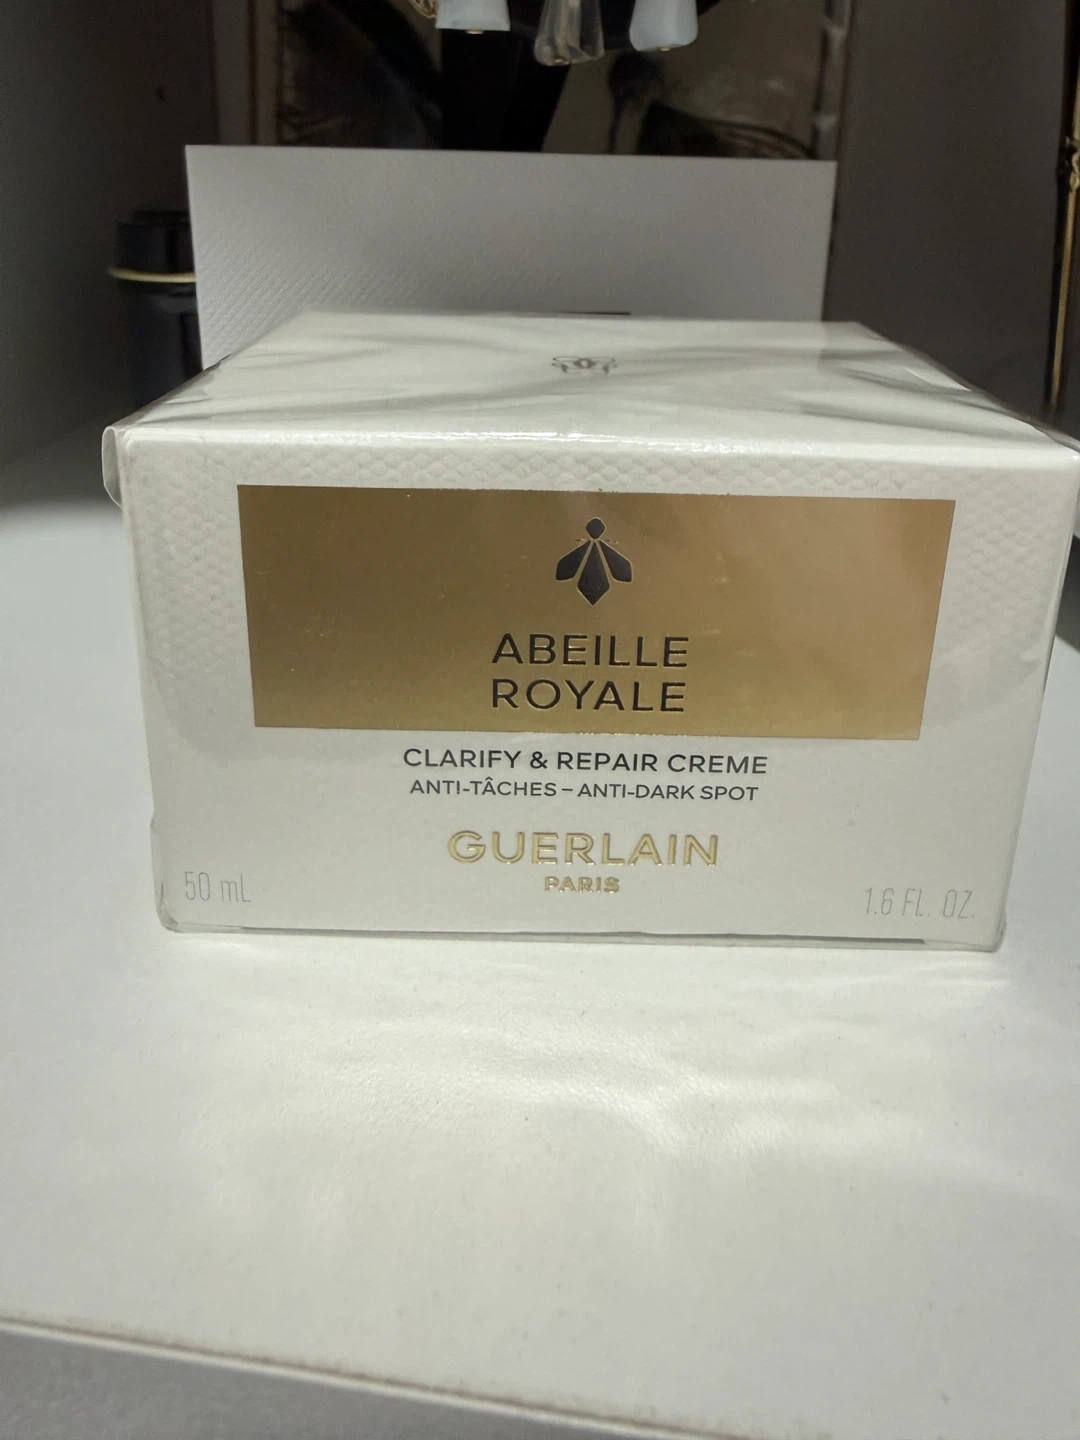 ABEILLE
ROYALE
CLARIFY & REPAIR CREME
ANTI-TÂCHES – ANTI-DARK SPOT
GUERLAIN
PARIS
50 mL
1.6 FL. OZ.